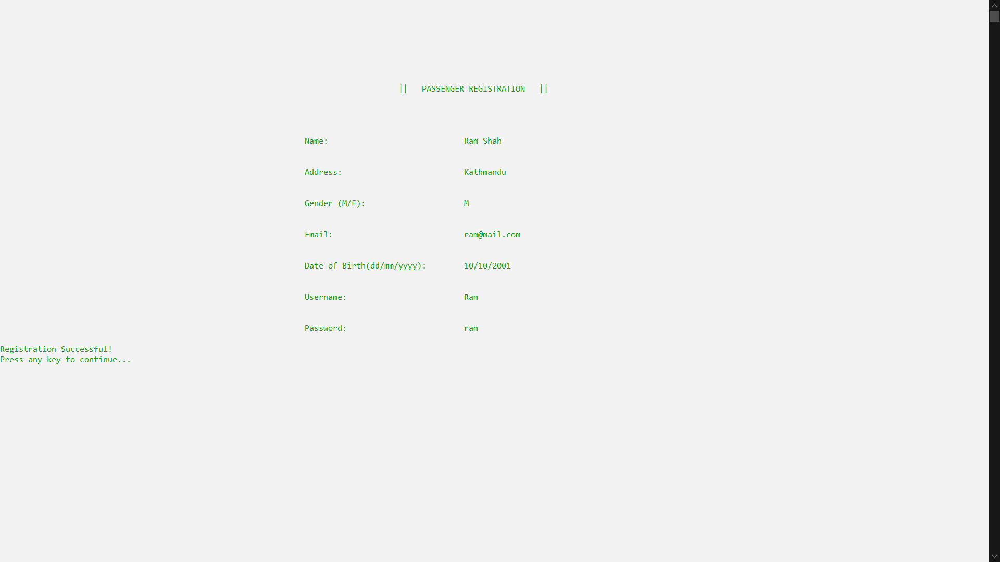 ||   PASSENGER REGISTRATION   ||
Name: Ram Shah
Address: Kathmandu
Gender (M/F): M
Email: ram@mail.com
Date of Birth(dd/mm/yyyy): 10/10/2001
Username: Ram
Password: ram
Registration Successful!
Press any key to continue...